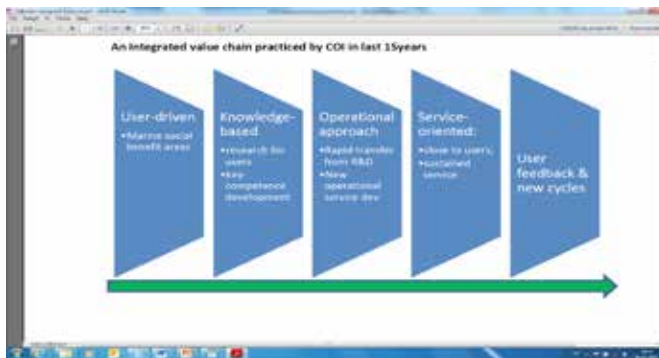 An integrated value chain practiced by COI in last 15years
User-driven
•Marine social
benefit areas
Knowledge-
based
•research for
users
•key
competence
development
Operational
approach
•Rapid transfer
from R&D
•New
operational
service dev
Service-
oriented:
•close to users;
•sustained
service
User
feedback &
new cycles